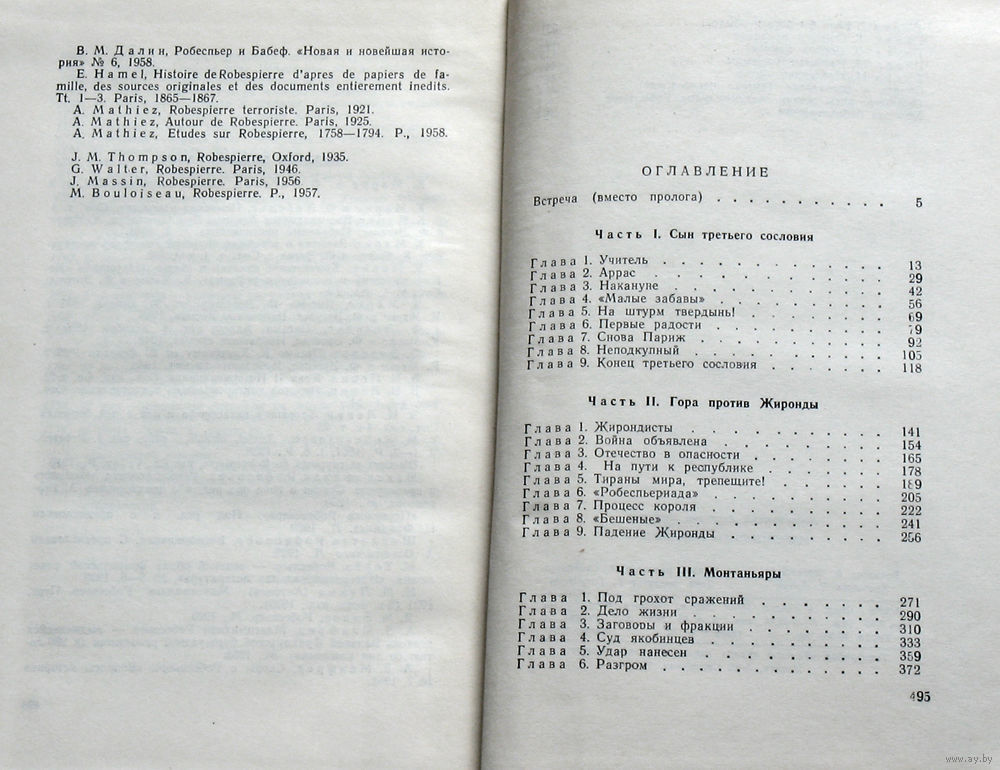 В. М. Далин, Робеспьер и Бабеф. «Новая и новейшая исто-
рия» № 6, 1958.
E. Hamel, Histoire de Robespierre d'apres de papiers de fa-
mille, des sources originales et des documents entierement inedits.
Tt. 1—3. Paris, 1865—1867.
A. Mathiez, Robespierre terroriste. Paris, 1921.
A. Mathiez, Autour de Robespierre. Paris, 1925.
A. Mathiez, Etudes sur Robespierre, 1758—1794. P., 1958.
J. M. Thompson, Robespierre, Oxford, 1935.
G. Walter, Robespierre. Paris, 1946.
J. Massin, Robespierre. Paris, 1956
M. Bouloiseau, Robespierre. P., 1957.
ОГЛАВЛЕНИЕ
Встреча (вместо пролога) . . . . . . . . . . . 5
Часть I. Сын третьего сословия
Глава 1. Учитель . . . . . . . . . . . . 13
Глава 2. Аррас . . . . . . . . . . . . 29
Глава 3. Накануне . . . . . . . . . . . . 42
Глава 4. «Малые забавы» . . . . . . . . . . 56
Глава 5. На штурм твердынь! . . . . . . . . 69
Глава 6. Первые радости . . . . . . . . . . 79
Глава 7. Снова Париж . . . . . . . . . . 92
Глава 8. Неподкупный . . . . . . . . . . 105
Глава 9. Конец третьего сословия . . . . . . . 118
Часть II. Гора против Жиронды
Глава 1. Жирондисты . . . . . . . . . . 141
Глава 2. Война объявлена . . . . . . . . . 154
Глава 3. Отечество в опасности . . . . . . . . 165
Глава 4. На пути к республике . . . . . . . 178
Глава 5. Тираны мира, трепещите! . . . . . . . 189
Глава 6. «Робеспьериада» . . . . . . . . . . 205
Глава 7. Процесс короля . . . . . . . . . 222
Глава 8. «Бешеные» . . . . . . . . . . . 241
Глава 9. Падение Жиронды . . . . . . . . . 256
Часть III. Монтаньяры
Глава 1. Под грохот сражений . . . . . . . . 271
Глава 2. Дело жизни . . . . . . . . . . . 290
Глава 3. Заговоры и фракции . . . . . . . . 310
Глава 4. Суд якобинцев . . . . . . . . . . 333
Глава 5. Удар нанесен . . . . . . . . . . 359
Глава 6. Разгром . . . . . . . . . . . . 372
495
www.ay.by